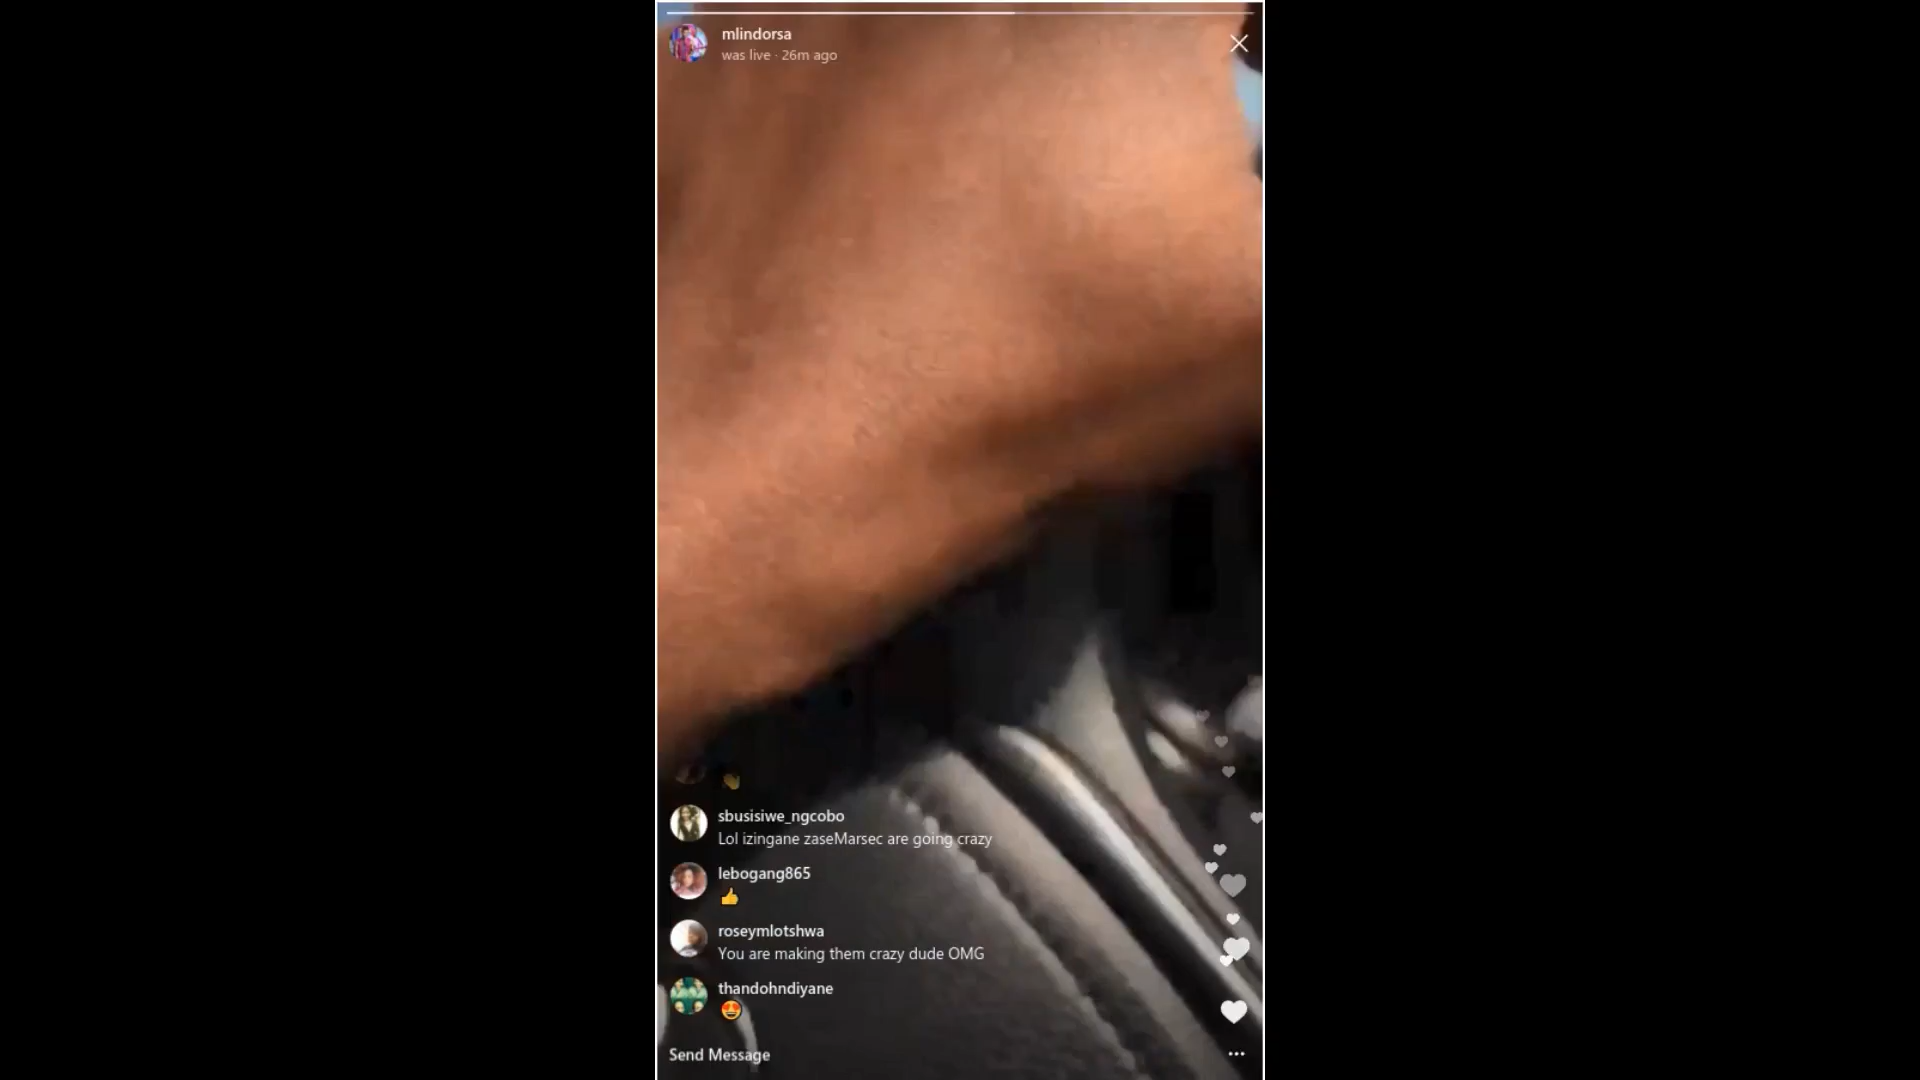 mlindorsa
was live · 26m ago
sbusisiwe_ngcobo
Lol izingane zaseMarsec are going crazy
lebogang865
👍
roseymlotshwa
You are making them crazy dude OMG
thandohndiyane
😍
Send Message